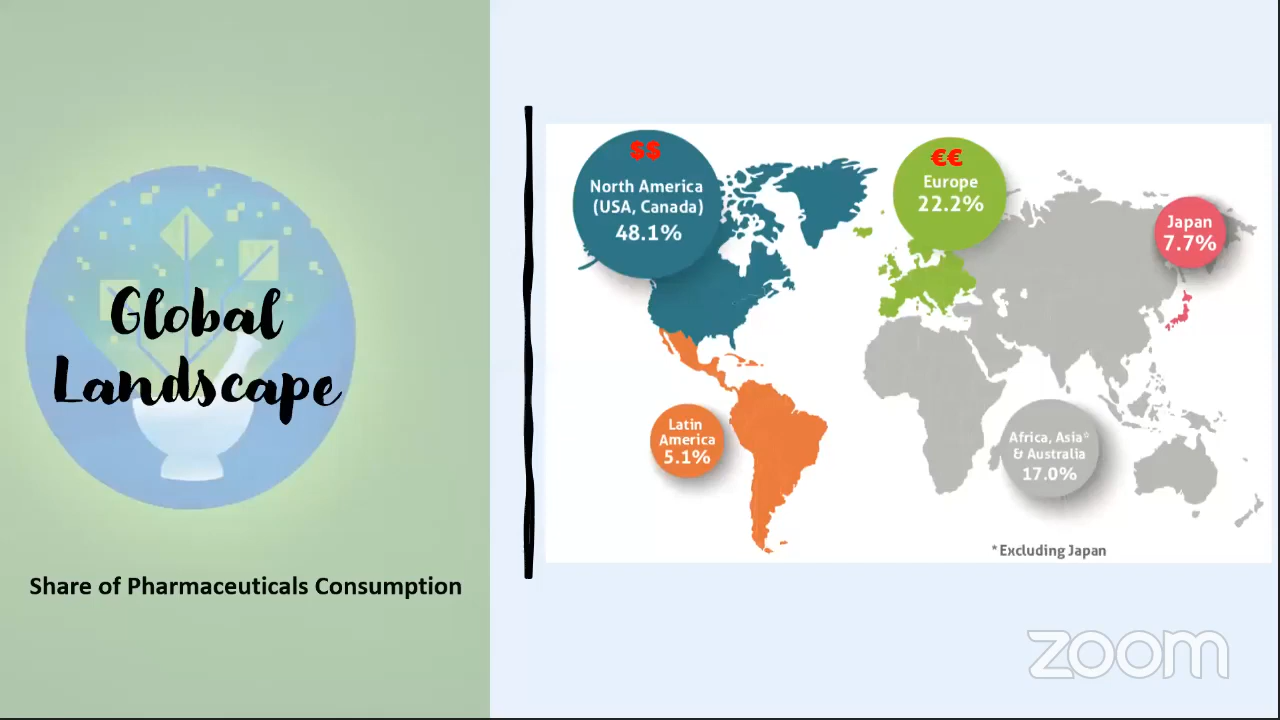 Global
Landscape
Share of Pharmaceuticals Consumption
$$
North America
(USA, Canada)
48.1%
€€
Europe
22.2%
Japan
7.7%
Latin
America
5.1%
Africa, Asia*
& Australia
17.0%
*Excluding Japan
zoom